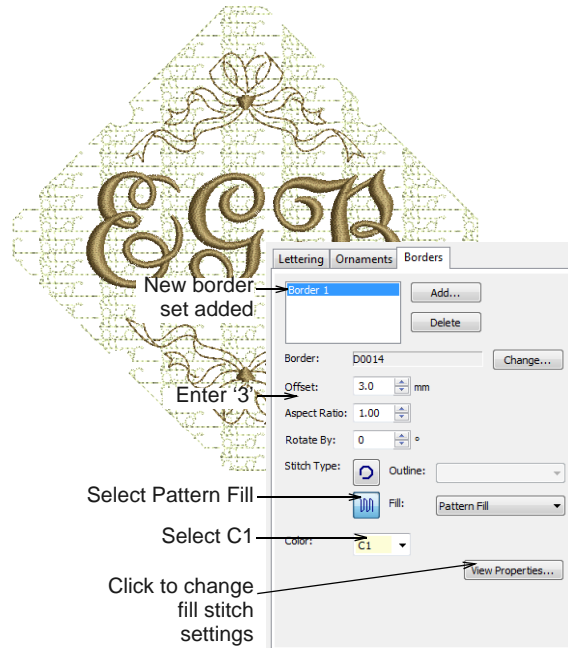 EGR
Lettering Ornaments Borders
New border
set added
Border 1
Add...
Delete
Border: D0014 Change...
Enter ‘3’
Offset: 3.0 mm
Aspect Ratio: 1.00
Rotate By: 0 °
Stitch Type: Outline:
Select Pattern Fill
Fill: Pattern Fill
Select C1
Color: C1
Click to change
fill stitch
settings
View Properties...